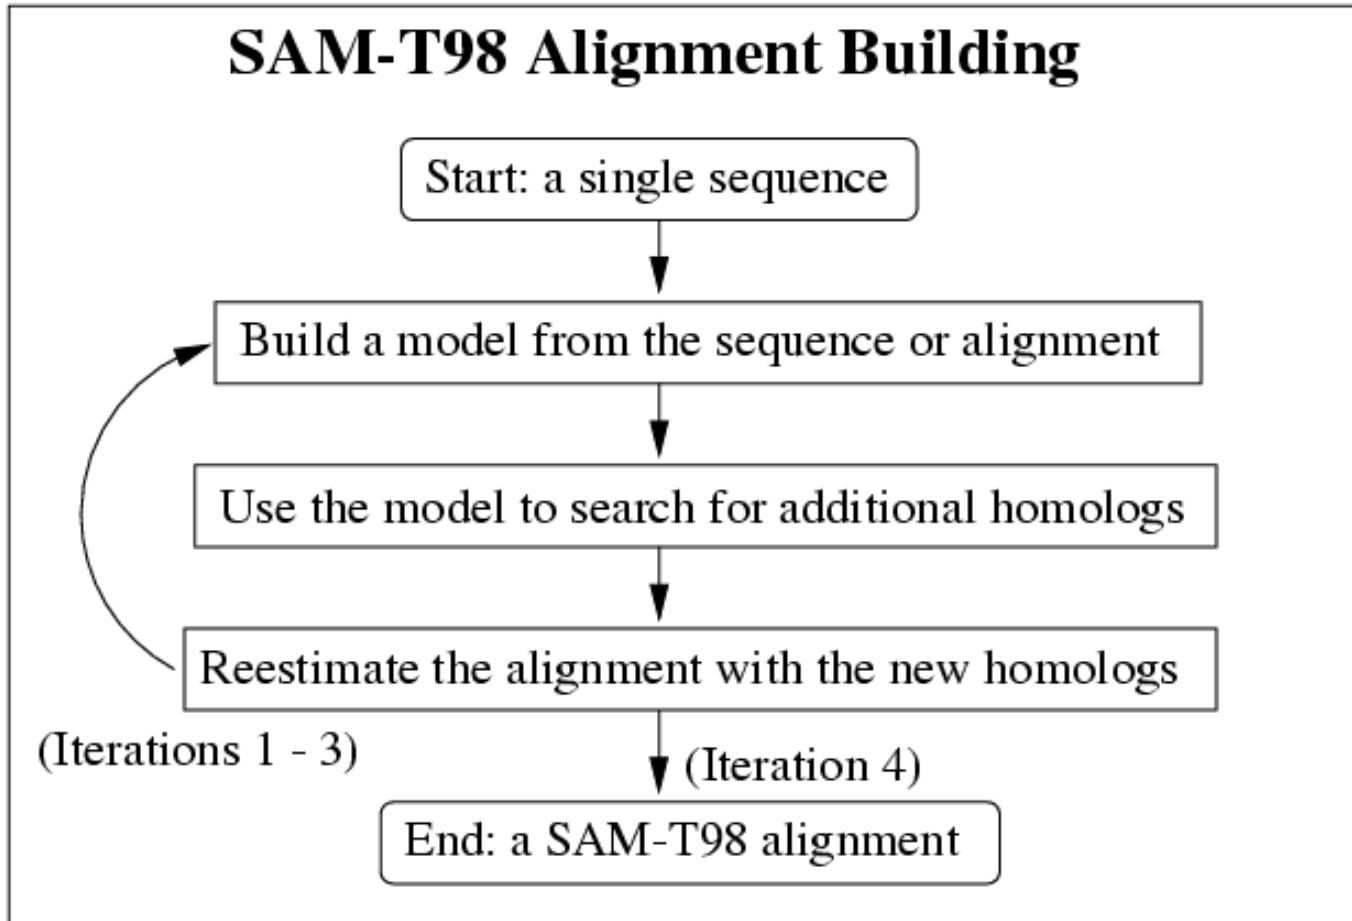 SAM-T98 Alignment Building
Start: a single sequence
Build a model from the sequence or alignment
Use the model to search for additional homologs
Reestimate the alignment with the new homologs
(Iterations 1 - 3)
(Iteration 4)
End: a SAM-T98 alignment